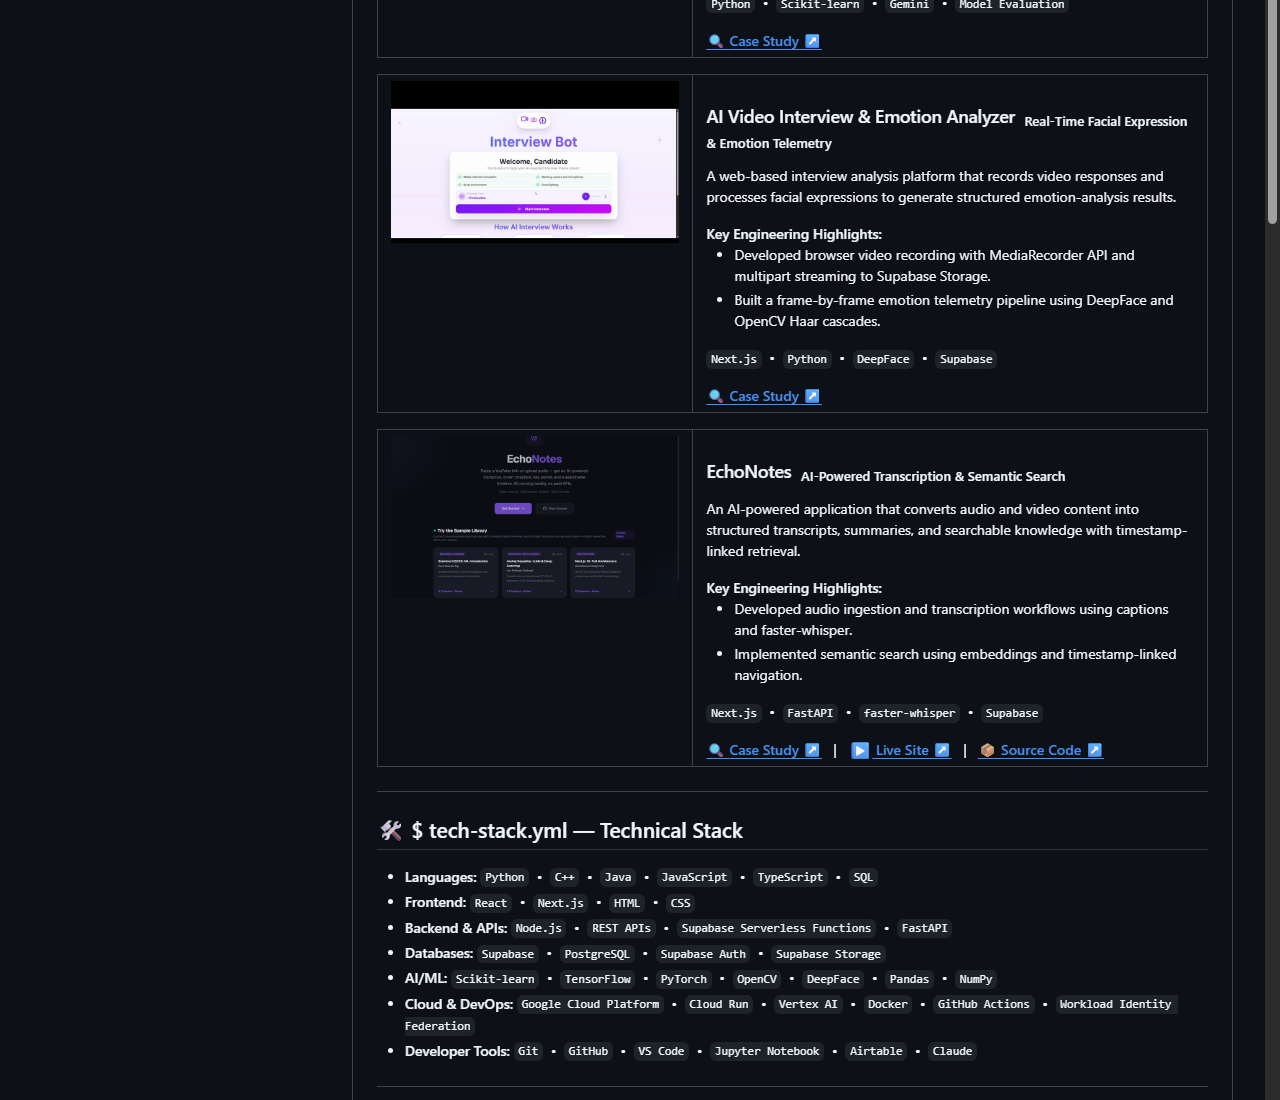 Python • Scikit-learn • Gemini • Model Evaluation
🔍 Case Study ↗
Interview Bot
Welcome, Candidate
Start Interview
How AI Interview Works
AI Video Interview & Emotion Analyzer Real-Time Facial Expression
& Emotion Telemetry
A web-based interview analysis platform that records video responses and
processes facial expressions to generate structured emotion-analysis results.
Key Engineering Highlights:
• Developed browser video recording with MediaRecorder API and
multipart streaming to Supabase Storage.
• Built a frame-by-frame emotion telemetry pipeline using DeepFace and
OpenCV Haar cascades.
Next.js • Python • DeepFace • Supabase
🔍 Case Study ↗
EchoNotes
Try the Sample Library
EchoNotes AI-Powered Transcription & Semantic Search
An AI-powered application that converts audio and video content into
structured transcripts, summaries, and searchable knowledge with timestamp-
linked retrieval.
Key Engineering Highlights:
• Developed audio ingestion and transcription workflows using captions
and faster-whisper.
• Implemented semantic search using embeddings and timestamp-linked
navigation.
Next.js • FastAPI • faster-whisper • Supabase
🔍 Case Study ↗ | ▶ Live Site ↗ | 📦 Source Code ↗
🛠 $ tech-stack.yml — Technical Stack
• Languages: Python • C++ • Java • JavaScript • TypeScript • SQL
• Frontend: React • Next.js • HTML • CSS
• Backend & APIs: Node.js • REST APIs • Supabase Serverless Functions • FastAPI
• Databases: Supabase • PostgreSQL • Supabase Auth • Supabase Storage
• AI/ML: Scikit-learn • TensorFlow • PyTorch • OpenCV • DeepFace • Pandas • NumPy
• Cloud & DevOps: Google Cloud Platform • Cloud Run • Vertex AI • Docker • GitHub Actions • Workload Identity
Federation
• Developer Tools: Git • GitHub • VS Code • Jupyter Notebook • Airtable • Claude